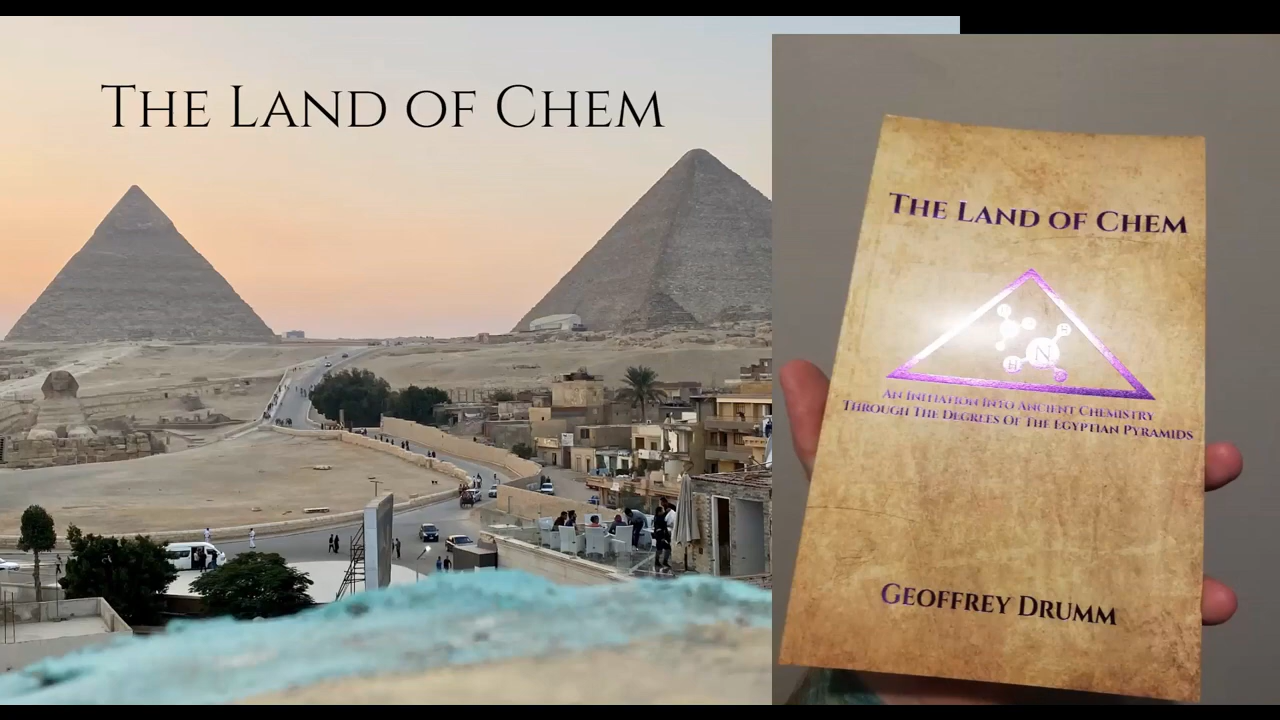 The Land of Chem
The Land of Chem
N
H
An Initiation Into Ancient Chemistry
Through The Degrees Of The Egyptian Pyramids
Geoffrey Drumm